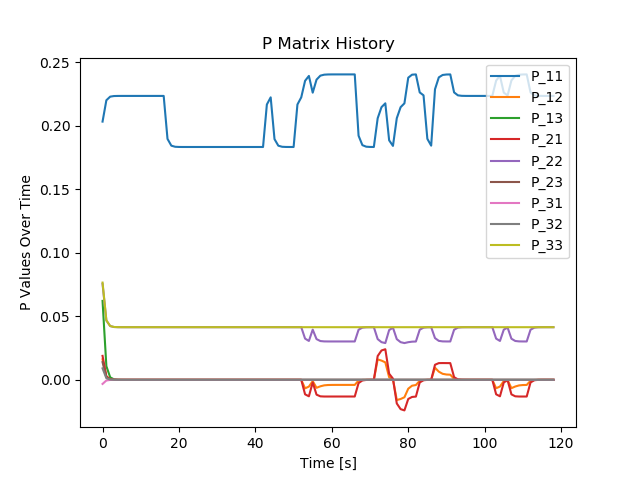 P Matrix History
P Values Over Time
0.25
0.20
0.15
0.10
0.05
0.00
P_11
P_12
P_13
P_21
P_22
P_23
P_31
P_32
P_33
0 20 40 60 80 100 120
Time [s]